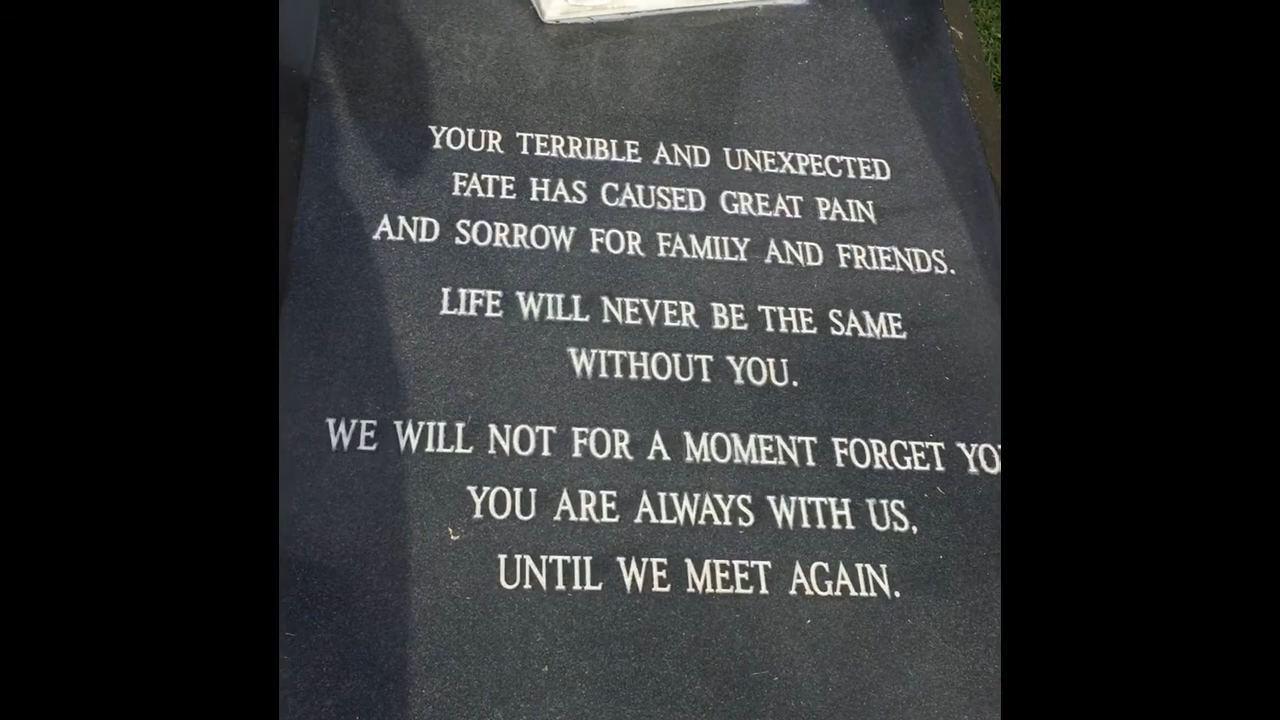 YOUR TERRIBLE AND UNEXPECTED
FATE HAS CAUSED GREAT PAIN
AND SORROW FOR FAMILY AND FRIENDS.
LIFE WILL NEVER BE THE SAME
WITHOUT YOU.
WE WILL NOT FOR A MOMENT FORGET
YOU ARE ALWAYS WITH US,
UNTIL WE MEET AGAIN.